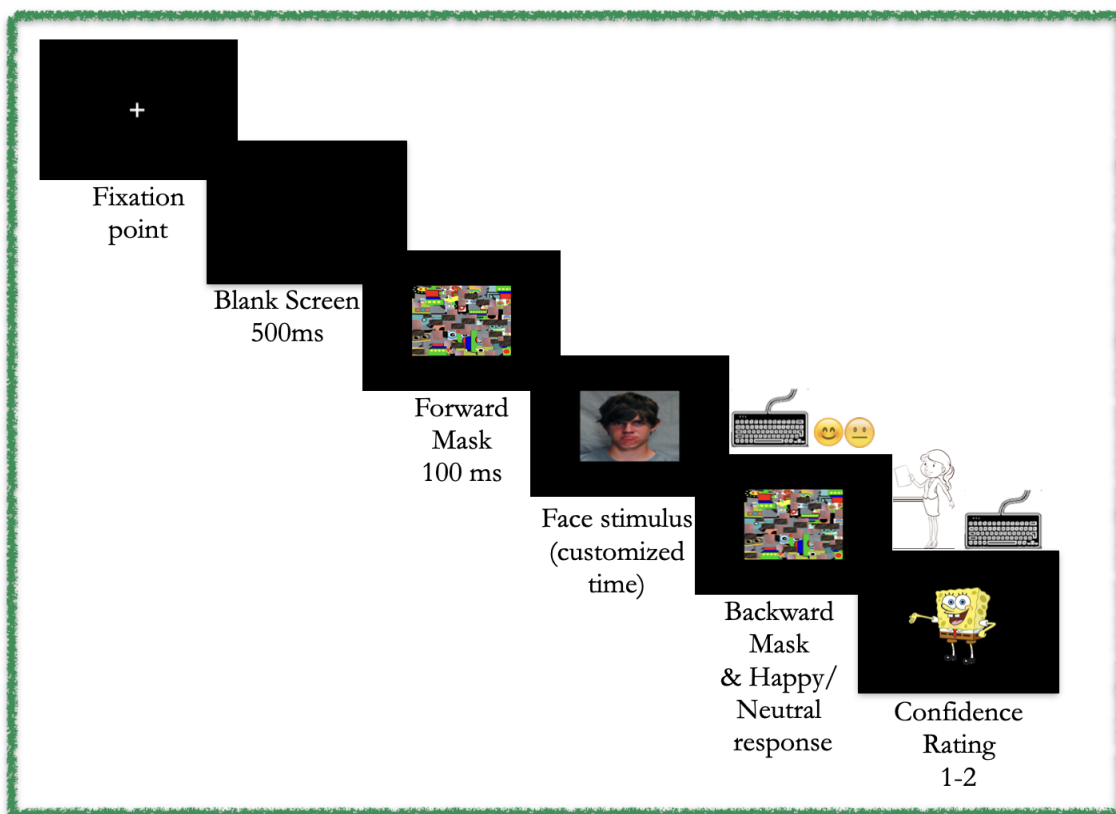 Fixation
point
Blank Screen
500ms
Forward
Mask
100 ms
Face stimulus
(customized
time)
Backward
Mask
& Happy/
Neutral
response
Confidence
Rating
1-2